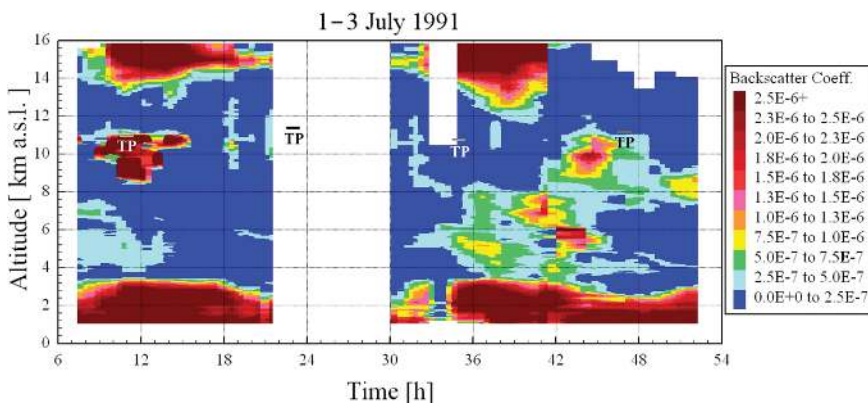 1−3 July 1991
16
14
12
10
8
6
4
2
0
Altitude [ km a.s.l. ]
TP
TP
TP
TP
6 12 18 24 30 36 42 48 54
Time [h]
Backscatter Coeff.
2.5E-6+
2.3E-6 to 2.5E-6
2.0E-6 to 2.3E-6
1.8E-6 to 2.0E-6
1.5E-6 to 1.8E-6
1.3E-6 to 1.5E-6
1.0E-6 to 1.3E-6
7.5E-7 to 1.0E-6
5.0E-7 to 7.5E-7
2.5E-7 to 5.0E-7
0.0E+0 to 2.5E-7